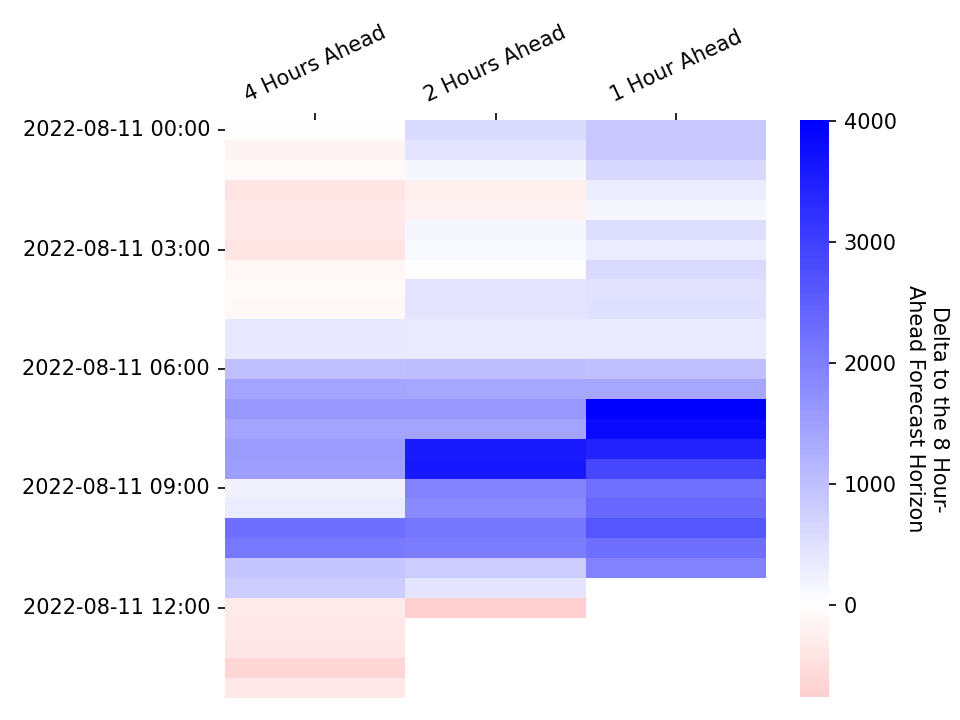 4 Hours Ahead
2 Hours Ahead
1 Hour Ahead
2022-08-11 00:00
2022-08-11 03:00
2022-08-11 06:00
2022-08-11 09:00
2022-08-11 12:00
4000
3000
2000
1000
0
Delta to the 8 Hour-
Ahead Forecast Horizon